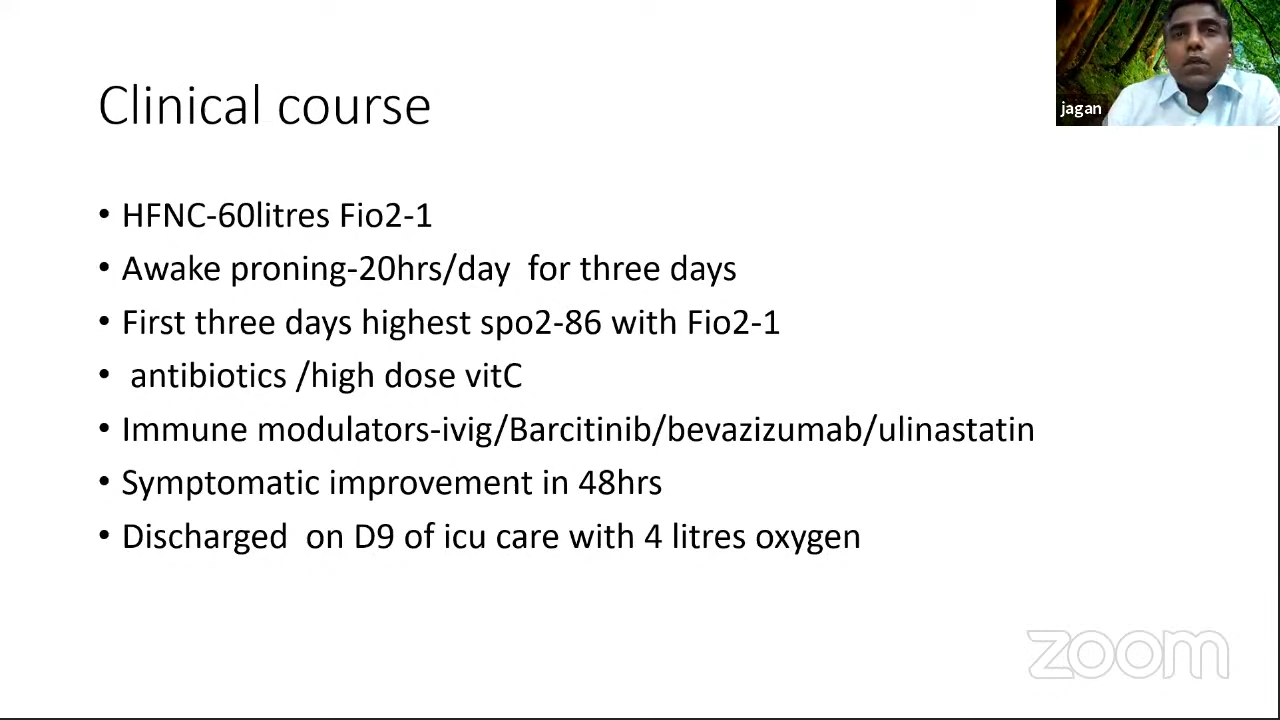 Clinical course
jagan
• HFNC-60litres Fio2-1
• Awake proning-20hrs/day  for three days
• First three days highest spo2-86 with Fio2-1
•  antibiotics /high dose vitC
• Immune modulators-ivig/Barcitinib/bevazizumab/ulinastatin
• Symptomatic improvement in 48hrs
• Discharged  on D9 of icu care with 4 litres oxygen
zoom